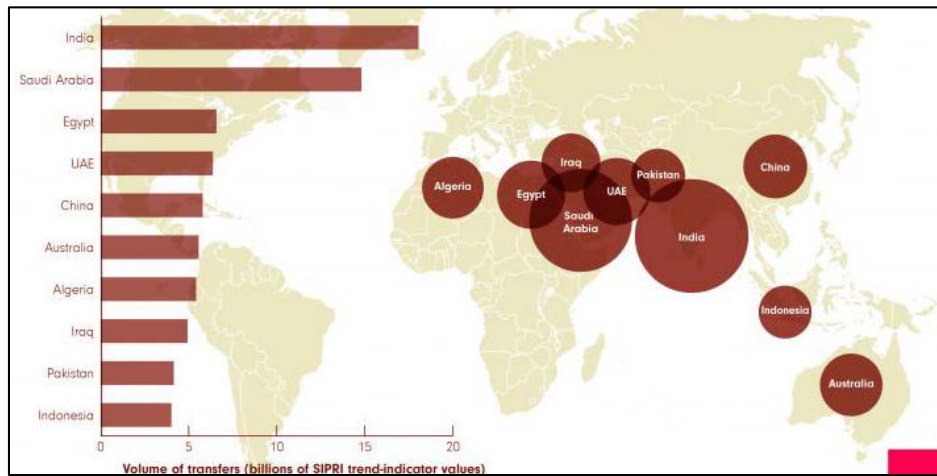 India
Saudi Arabia
Egypt
UAE
China
Australia
Algeria
Iraq
Pakistan
Indonesia
0 5 10 15 20
Volume of transfers (billions of SIPRI trend-indicator values)
Algeria
Egypt
Iraq
Saudi
Arabia
UAE
Pakistan
India
China
Indonesia
Australia